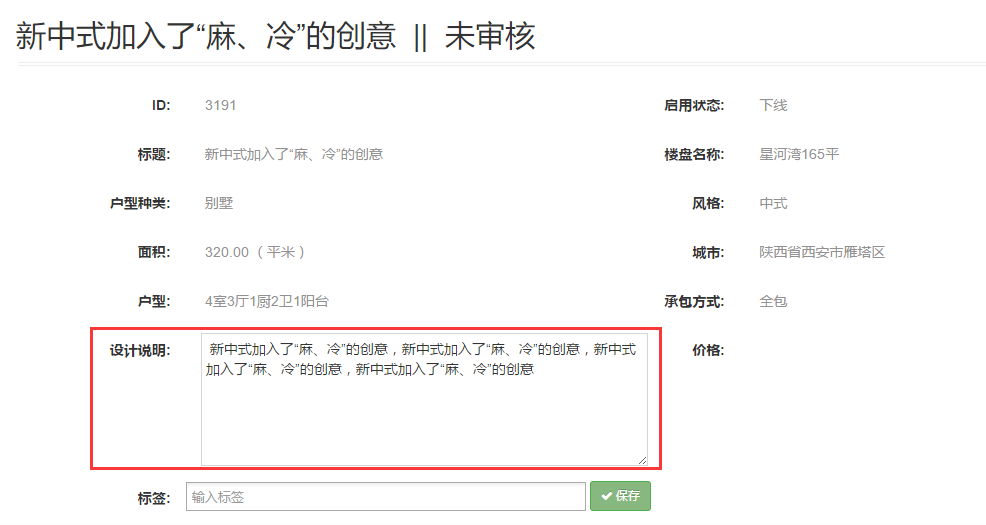 新中式加入了“麻、冷”的创意 || 未审核
ID: 3191 启用状态: 下线
标题: 新中式加入了“麻、冷”的创意 楼盘名称: 星河湾165平
户型种类: 别墅 风格: 中式
面积: 320.00 （平米） 城市: 陕西省西安市雁塔区
户型: 4室3厅1厨2卫1阳台 承包方式: 全包
设计说明: 新中式加入了“麻、冷”的创意，新中式加入了“麻、冷”的创意，新中式 价格:
加入了“麻、冷”的创意，新中式加入了“麻、冷”的创意
标签: 输入标签 保存